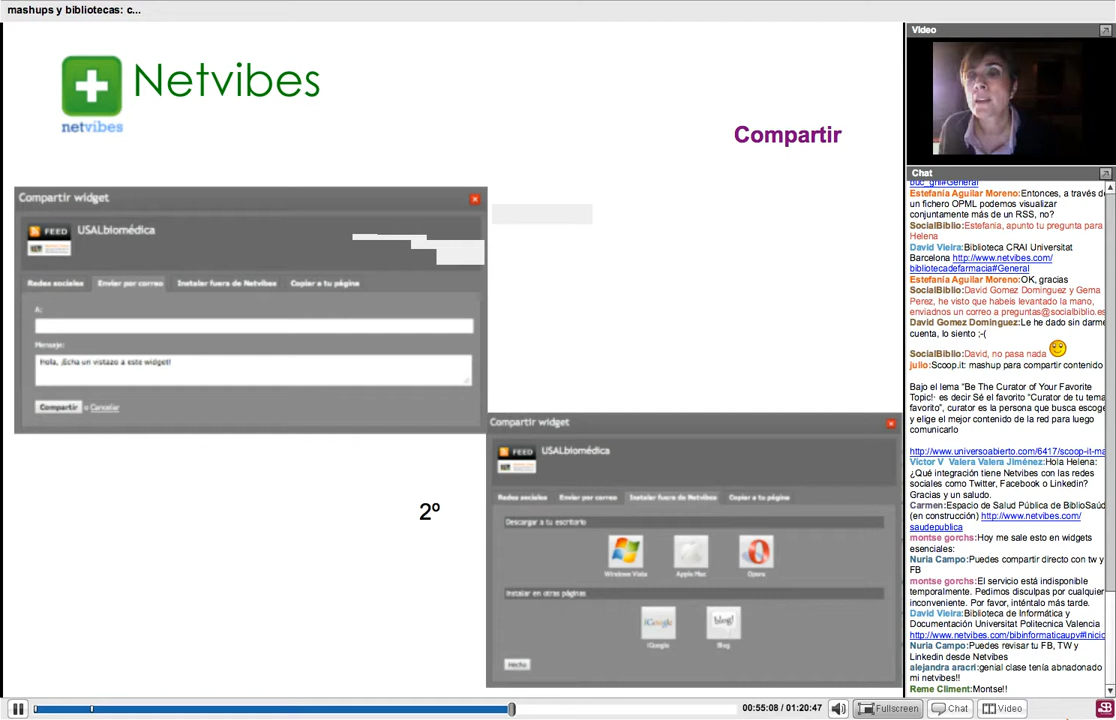 mashups y bibliotecas: c...
Netvibes
netvibes
Compartir
Compartir widget
FEED
USALbiomédica
Redes sociales
Enviar por correo
Instalar fuera de Netvibes
Copiar a tu página
A:
Mensaje:
Hola, ¡Echa un vistazo a este widget!
Compartir o Cancelar
2º
Compartir widget
FEED
USALbiomédica
Redes sociales
Enviar por correo
Instalar fuera de Netvibes
Copiar a tu página
Descargar a tu escritorio
Windows Vista
Apple Mac
Opera
Instalar en otras páginas
iGoogle
blog!
iGoogle
Blog
Hecho
Video
Chat
buc_ghi#General
Estefanía Aguilar Moreno:Entonces, a través de
un fichero OPML podemos visualizar
conjuntamente más de un RSS, no?
SocialBiblio:Estefania, apunto tu pregunta para
Helena
David Vieira:Biblioteca CRAI Universitat
Barcelona http://www.netvibes.com/
bibliotecadefarmacia#General
Estefanía Aguilar Moreno:OK, gracias
SocialBiblio:David Gomez Dominguez y Gema
Perez, he visto que habeis levantado la mano,
enviadnos un correo a preguntas@socialbiblio.es
David Gomez Dominguez:Le he dado sin darme
cuenta, lo siento ;-(
SocialBiblio:David, no pasa nada
julio:Scoop.it: mashup para compartir contenido
Bajo el lema "Be The Curator of Your Favorite
Topic!· es decir Sé el favorito "Curator de tu tema
favorito", curator es la persona que busca escoge
y elige el mejor contenido de la red para luego
comunicarlo
http://www.universoabierto.com/6417/scoop-it-ma
Victor V Valera Valera Jiménez:Hola Helena:
¿Qué integración tiene Netvibes con las redes
sociales como Twitter, Facebook o Linkedin?
Gracias y un saludo.
Carmen:Espacio de Salud Pública de BiblioSaúd
(en construcción) http://www.netvibes.com/
saudepublica
montse gorchs:Hoy me sale esto en widgets
esenciales:
Nuria Campo:Puedes compartir directo con tw y
FB
montse gorchs:El servicio está indisponible
temporalmente. Pedimos disculpas por cualquier
inconveniente. Por favor, inténtalo más tarde.
David Vieira:Biblioteca de Informática y
Documentación Universitat Politecnica Valencia
http://www.netvibes.com/bibinformaticaupv#Inicio
Nuria Campo:Puedes revisar tu FB, TW y
Linkedin desde Netvibes
alejandra aracri:genial clase tenía abnadonado
mi netvibes!!
Reme Climent:Montse!!
00:55:08 / 01:20:47
Fullscreen
Chat
Video
SB